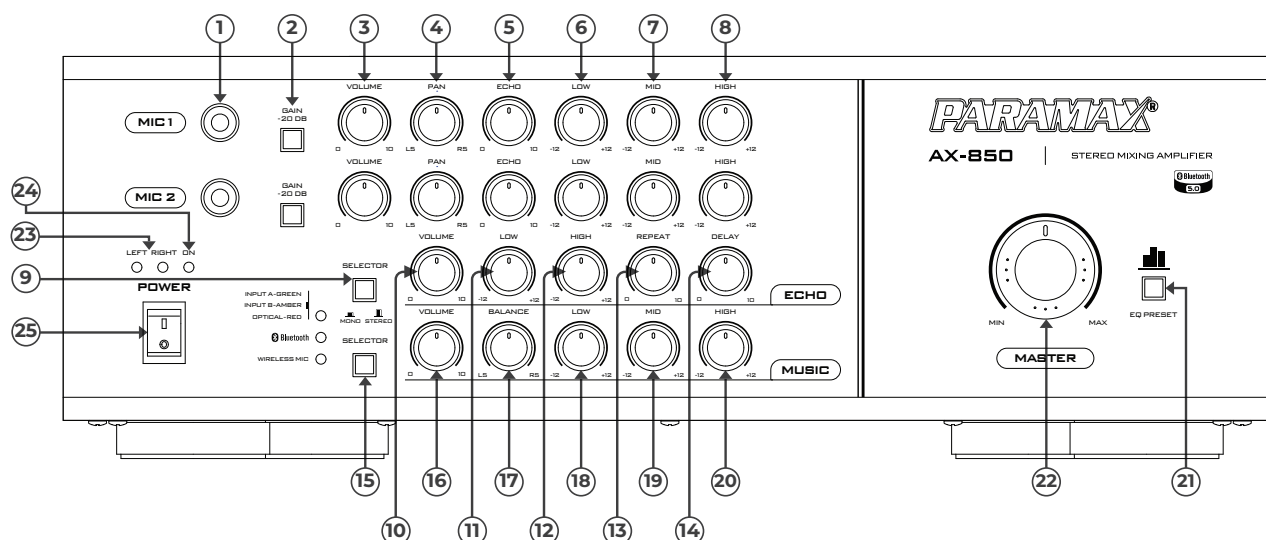 1 2 3 4 5 6 7 8
VOLUME PAN ECHO LOW MID HIGH
GAIN
-20 DB
MIC 1
0 10 L5 R5 0 10 -12 +12 -12 +12 -12 +12
PARAMAX®
AX-850 | STEREO MIXING AMPLIFIER
Bluetooth
5.0
VOLUME PAN ECHO LOW MID HIGH
GAIN
-20 DB
MIC 2
0 10 L5 R5 0 10 -12 +12 -12 +12 -12 +12
24
23
LEFT RIGHT ON
POWER
9
SELECTOR
MONO STEREO
VOLUME LOW HIGH REPEAT DELAY
0 10 -12 +12 -12 +12 0 10 0 10
ECHO
INPUT A-GREEN
INPUT B-AMBER
OPTICAL-RED
Bluetooth
WIRELESS MIC
25
SELECTOR
VOLUME BALANCE LOW MID HIGH
0 10 L5 R5 -12 +12 -12 +12 -12 +12
MUSIC
MIN MAX
MASTER
EQ PRESET
15 16 17 18 19 20 22 21
10 11 12 13 14